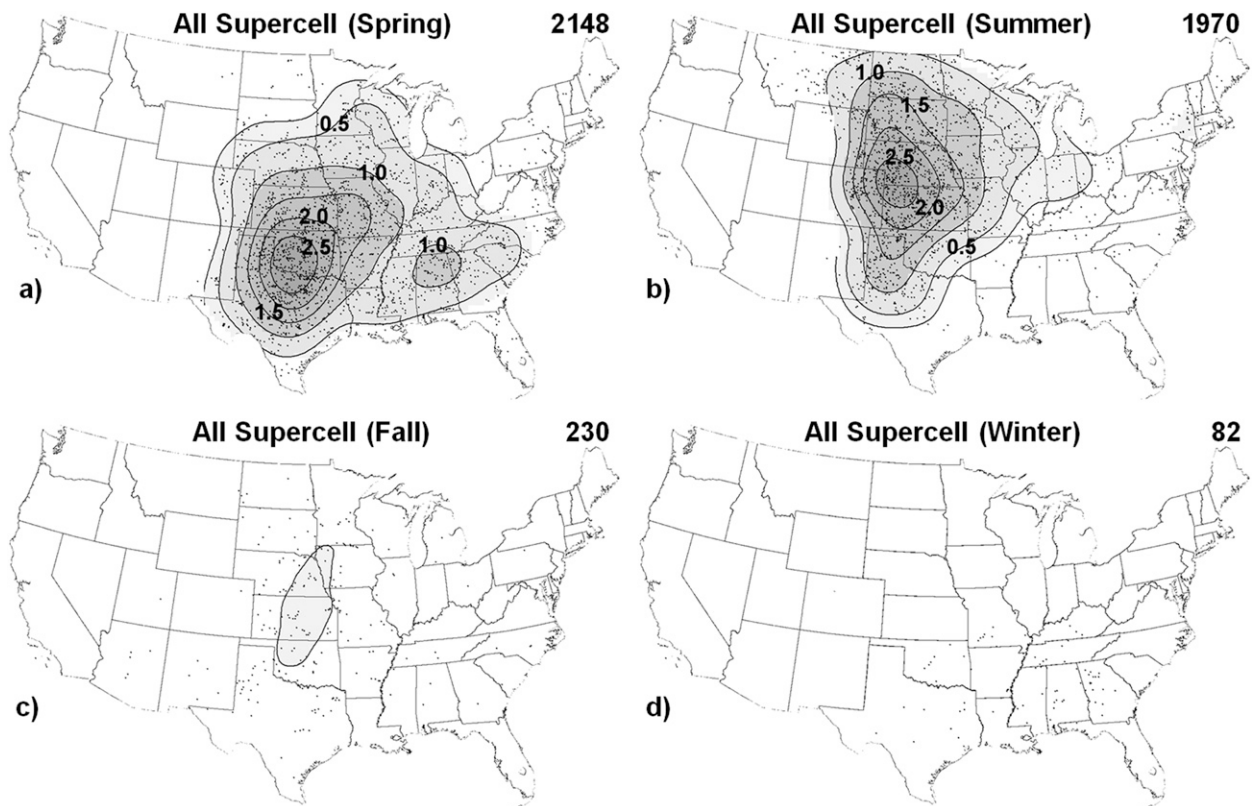 All Supercell (Spring) 2148
0.5
1.0
2.0
2.5
1.0
1.5
a)
All Supercell (Summer) 1970
1.0
1.5
2.5
2.0
0.5
b)
All Supercell (Fall) 230
c)
All Supercell (Winter) 82
d)